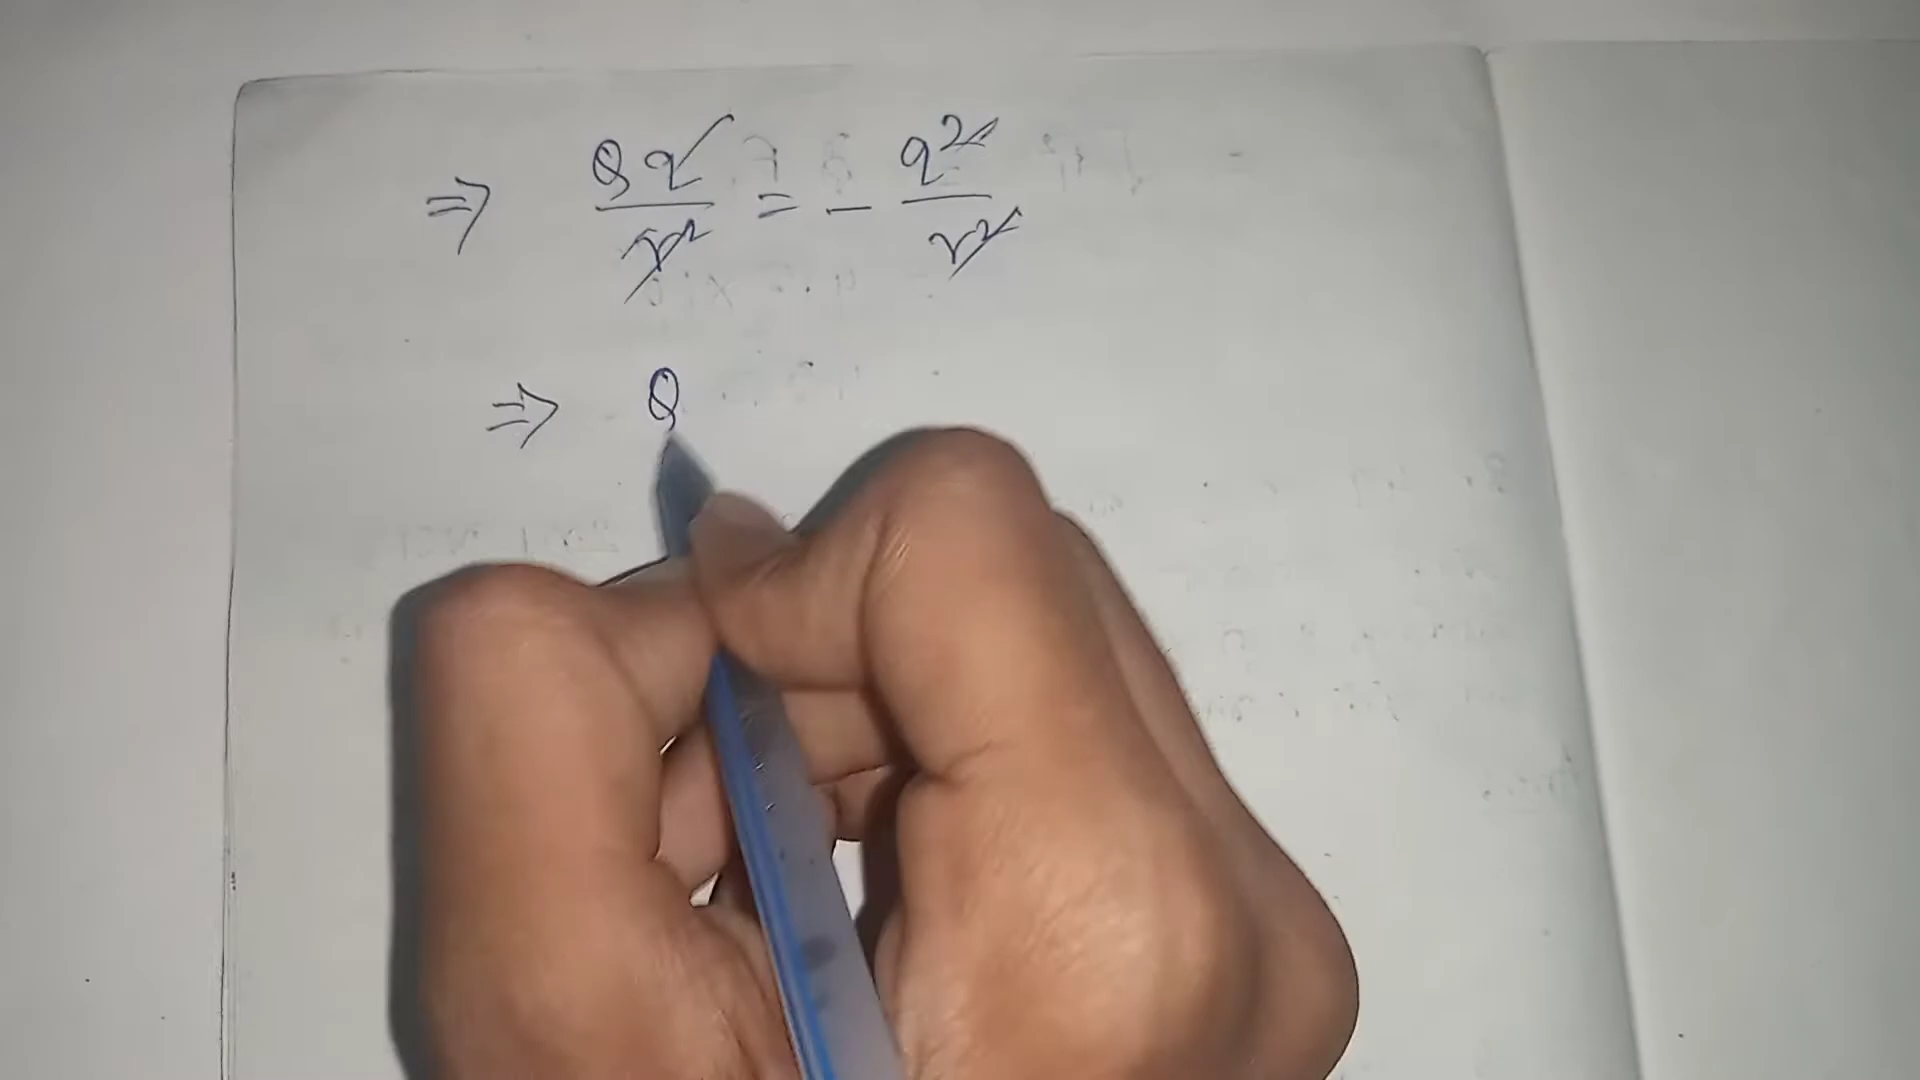 ⇒ Qq/r² = - q²/r²
⇒ Q